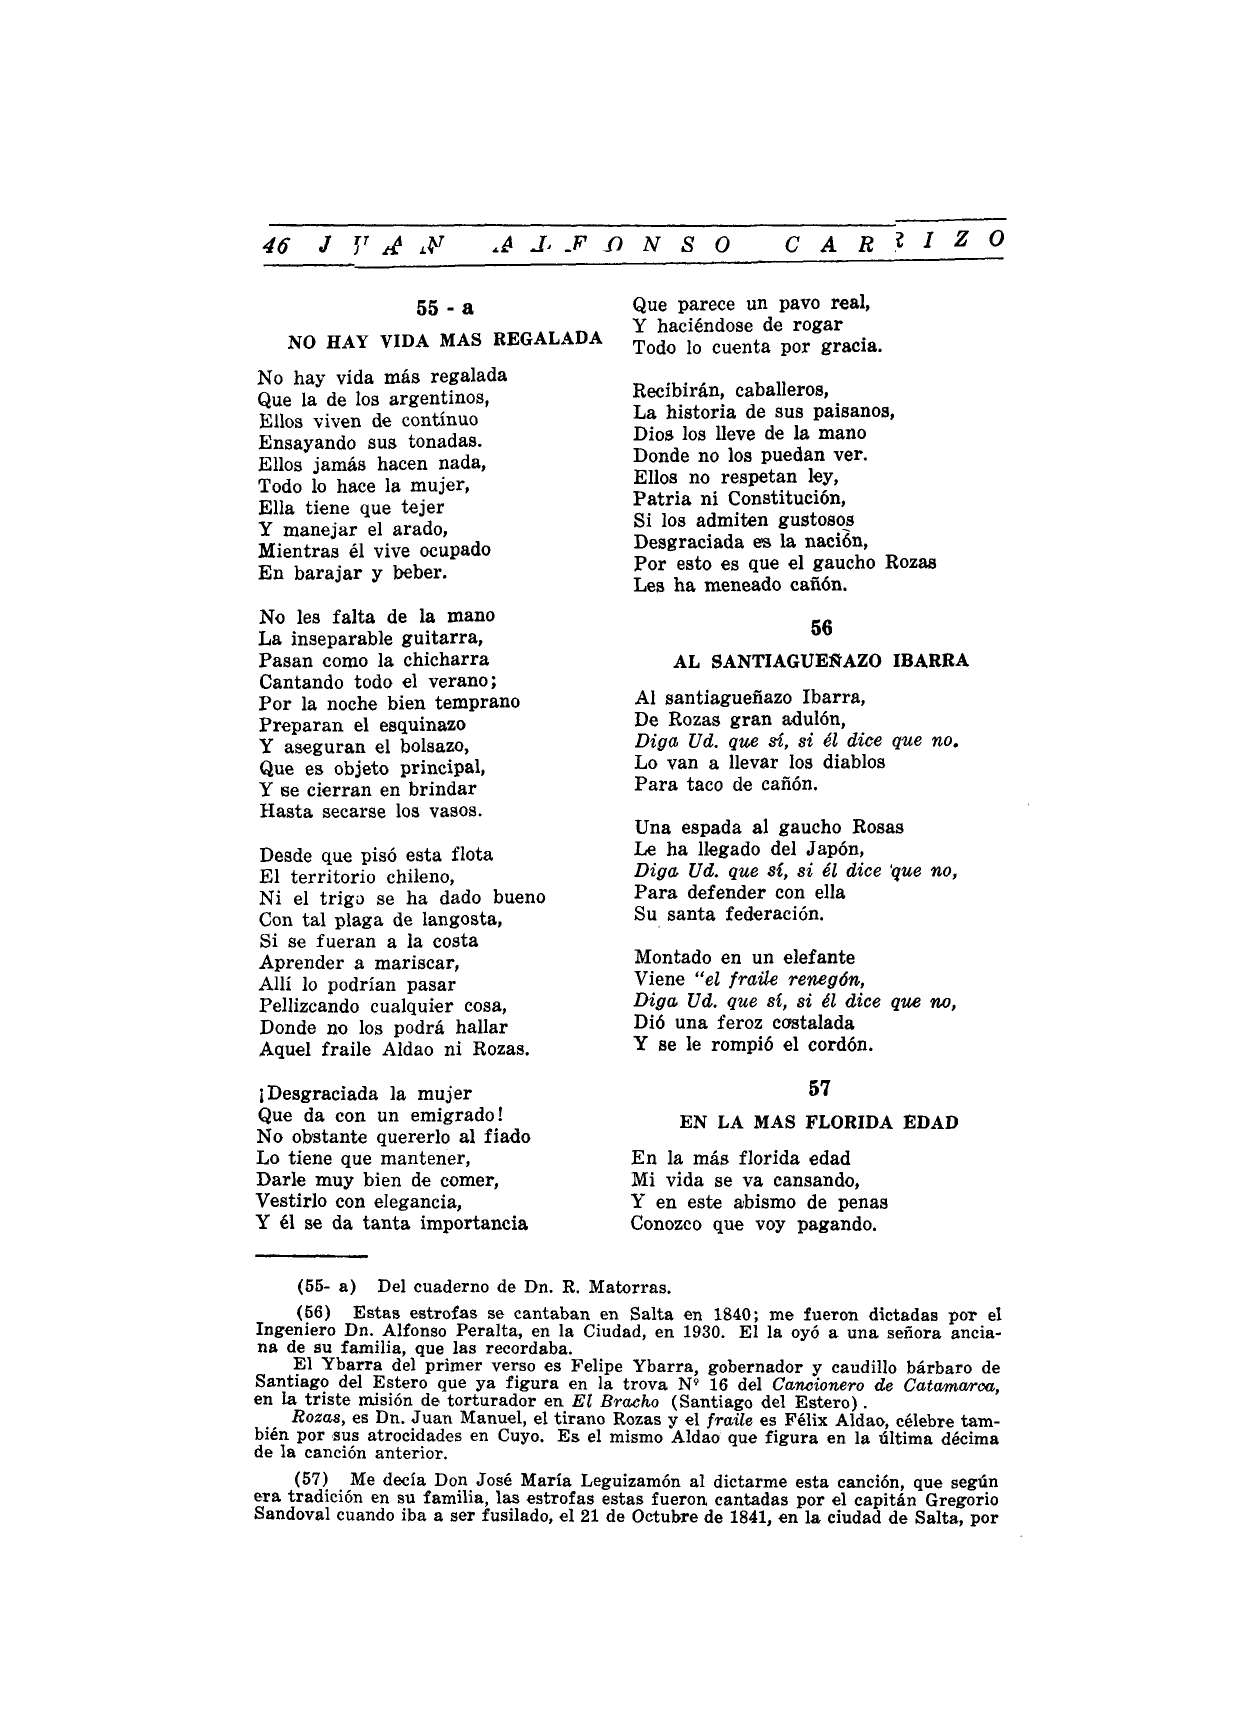 46 JUAN ALFONSO CARRIZO
55 - a
NO HAY VIDA MAS REGALADA
No hay vida más regalada
Que la de los argentinos,
Ellos viven de contínuo
Ensayando sus tonadas.
Ellos jamás hacen nada,
Todo lo hace la mujer,
Ella tiene que tejer
Y manejar el arado,
Mientras él vive ocupado
En barajar y beber.
No les falta de la mano
La inseparable guitarra,
Pasan como la chicharra
Cantando todo el verano;
Por la noche bien temprano
Preparan el esquinazo
Y aseguran el bolsazo,
Que es objeto principal,
Y se cierran en brindar
Hasta secarse los vasos.
Desde que pisó esta flota
El territorio chileno,
Ni el trigo se ha dado bueno
Con tal plaga de langosta,
Si se fueran a la costa
Aprender a mariscar,
Allí lo podrían pasar
Pellizcando cualquier cosa,
Donde no los podrá hallar
Aquel fraile Aldao ni Rozas.
¡Desgraciada la mujer
Que da con un emigrado!
No obstante quererlo al fiado
Lo tiene que mantener,
Darle muy bien de comer,
Vestirlo con elegancia,
Y él se da tanta importancia
Que parece un pavo real,
Y haciéndose de rogar
Todo lo cuenta por gracia.
Recibirán, caballeros,
La historia de sus paisanos,
Dios los lleve de la mano
Donde no los puedan ver.
Ellos no respetan ley,
Patria ni Constitución,
Si los admiten gustosos
Desgraciada es la nación,
Por esto es que el gaucho Rozas
Les ha meneado cañón.
56
AL SANTIAGUEÑAZO IBARRA
Al santiagueñazo Ibarra,
De Rozas gran adulón,
Diga Ud. que sí, si él dice que no.
Lo van a llevar los diablos
Para taco de cañón.
Una espada al gaucho Rosas
Le ha llegado del Japón,
Diga Ud. que sí, si él dice que no,
Para defender con ella
Su santa federación.
Montado en un elefante
Viene "el fraile renegón,
Diga Ud. que sí, si él dice que no,
Dió una feroz costalada
Y se le rompió el cordón.
57
EN LA MAS FLORIDA EDAD
En la más florida edad
Mi vida se va cansando,
Y en este abismo de penas
Conozco que voy pagando.
(55- a) Del cuaderno de Dn. R. Matorras.
(56) Estas estrofas se cantaban en Salta en 1840; me fueron dictadas por el
Ingeniero Dn. Alfonso Peralta, en la Ciudad, en 1930. El la oyó a una señora ancia-
na de su familia, que las recordaba.
El Ybarra del primer verso es Felipe Ybarra, gobernador y caudillo bárbaro de
Santiago del Estero que ya figura en la trova Nº 16 del Cancionero de Catamarca,
en la triste misión de torturador en El Bracho (Santiago del Estero).
Rozas, es Dn. Juan Manuel, el tirano Rozas y el fraile es Félix Aldao, célebre tam-
bién por sus atrocidades en Cuyo. Es el mismo Aldao que figura en la última décima
de la canción anterior.
(57) Me decía Don José María Leguizamón al dictarme esta canción, que según
era tradición en su familia, las estrofas estas fueron cantadas por el capitán Gregorio
Sandoval cuando iba a ser fusilado, el 21 de Octubre de 1841, en la ciudad de Salta, por